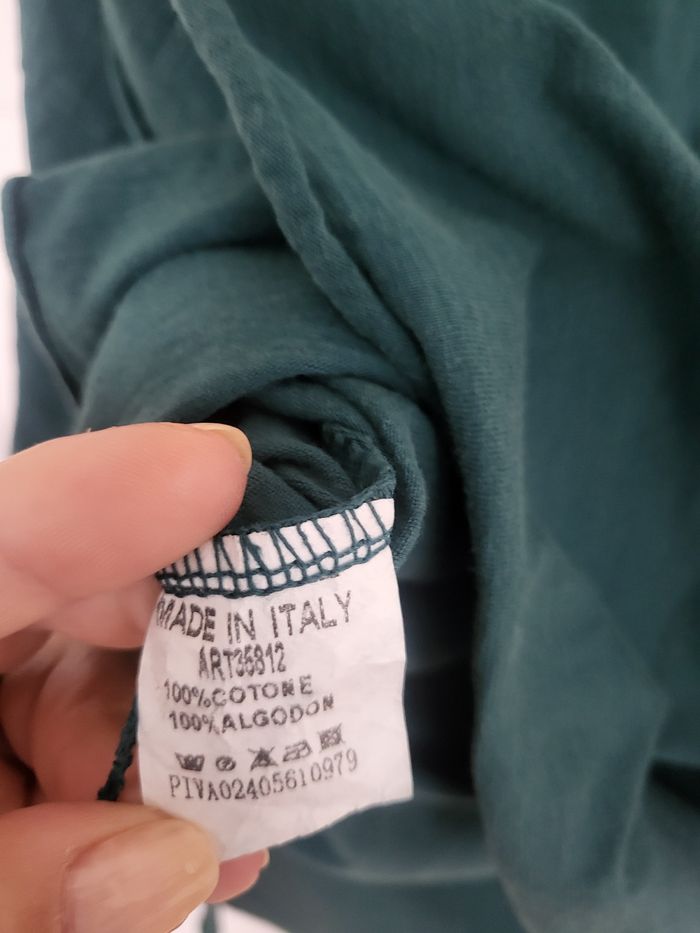 MADE IN ITALY
ART35812
100%COTONE
100%ALGODON
PIVA02405610979